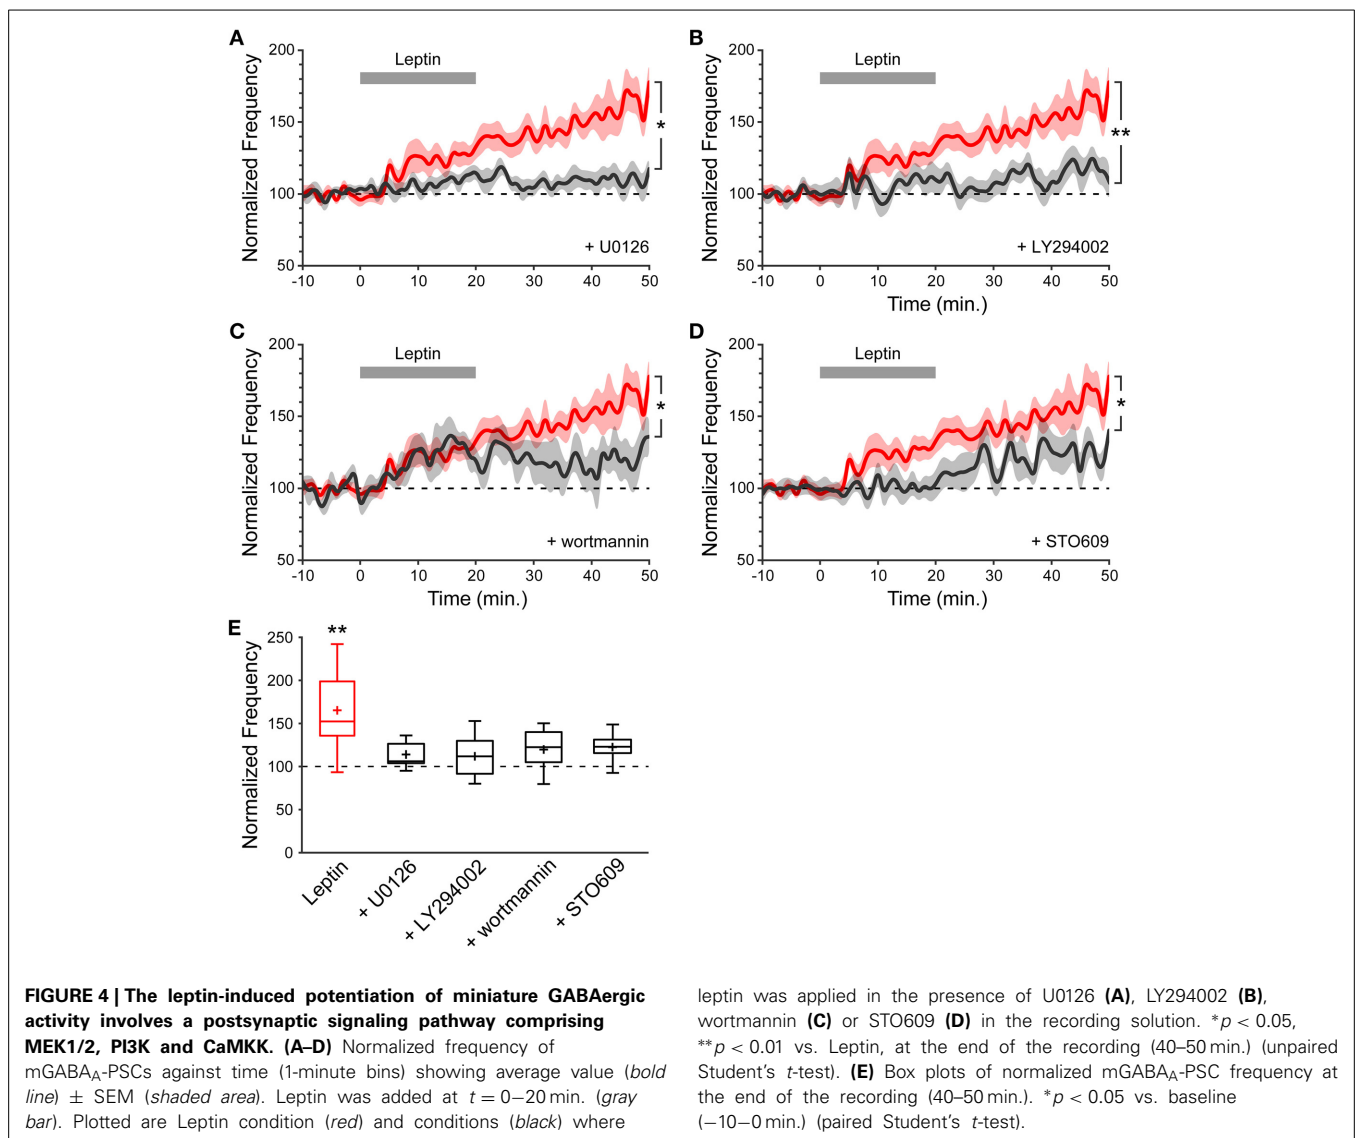 A
200
150
100
50
Normalized Frequency
Leptin
*
+ U0126
-10 0 10 20 30 40 50
B
200
150
100
50
Normalized Frequency
Leptin
**
+ LY294002
-10 0 10 20 30 40 50
Time (min.)
C
200
150
100
50
Normalized Frequency
Leptin
*
+ wortmannin
-10 0 10 20 30 40 50
Time (min.)
D
200
150
100
50
Normalized Frequency
Leptin
*
+ STO609
-10 0 10 20 30 40 50
Time (min.)
E
250
200
150
100
50
0
Normalized Frequency
**
Leptin
+ U0126
+ LY294002
+ wortmannin
+ STO609
FIGURE 4 | The leptin-induced potentiation of miniature GABAergic
activity involves a postsynaptic signaling pathway comprising
MEK1/2, PI3K and CaMKK. (A–D) Normalized frequency of
mGABAA-PSCs against time (1-minute bins) showing average value (bold
line) ± SEM (shaded area). Leptin was added at t = 0–20 min. (gray
bar). Plotted are Leptin condition (red) and conditions (black) where
leptin was applied in the presence of U0126 (A), LY294002 (B),
wortmannin (C) or STO609 (D) in the recording solution. *p < 0.05,
**p < 0.01 vs. Leptin, at the end of the recording (40–50 min.) (unpaired
Student's t-test). (E) Box plots of normalized mGABAA-PSC frequency at
the end of the recording (40–50 min.). *p < 0.05 vs. baseline
(−10–0 min.) (paired Student's t-test).